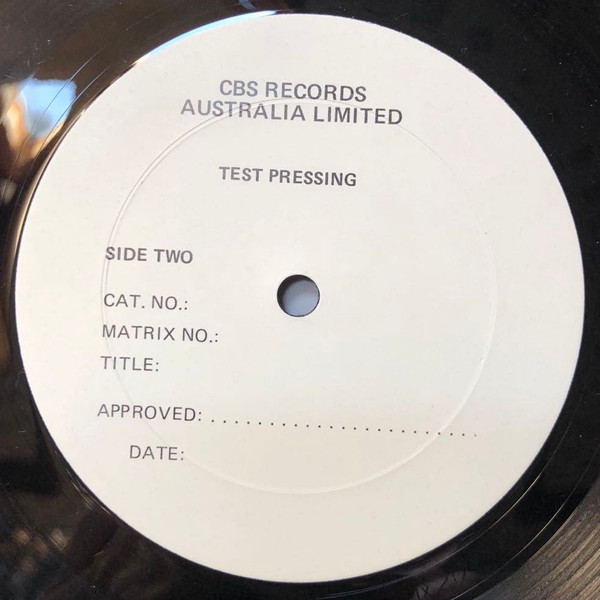 CBS RECORDS
AUSTRALIA LIMITED
TEST PRESSING
SIDE TWO
CAT. NO.:
MATRIX NO.:
TITLE:
APPROVED: .......................
DATE: